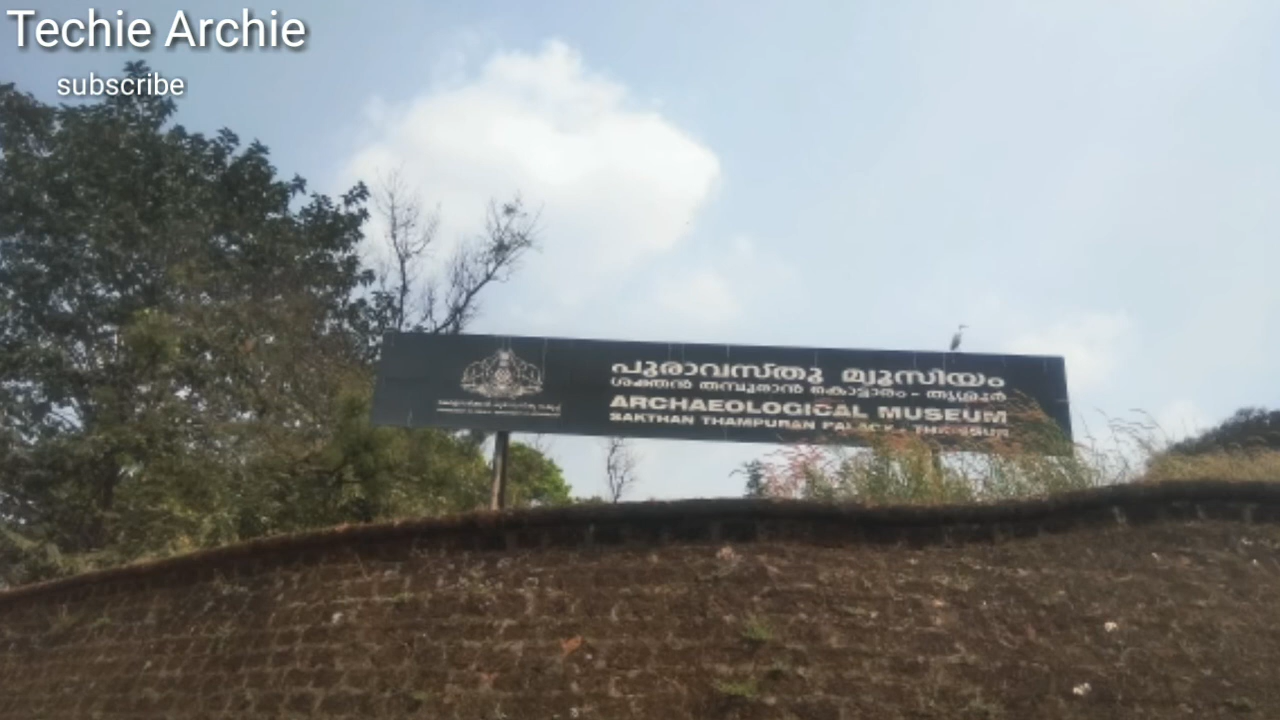 Techie Archie
subscribe
പുരാവസ്തു മ്യൂസിയം
ശക്തൻ തമ്പുരാൻ കൊട്ടാരം - തൃശ്ശൂർ
ARCHAEOLOGICAL MUSEUM
SAKTHAN THAMPURAN PALACE - THRISSUR